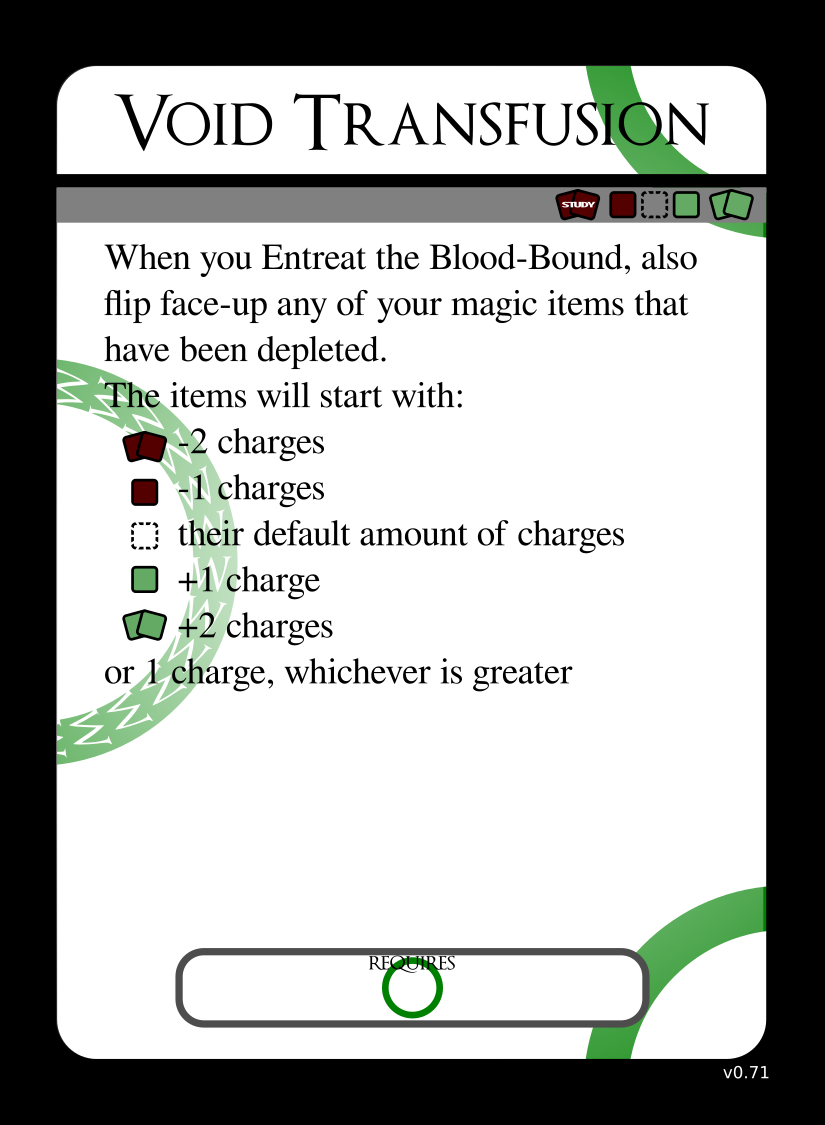 VOID TRANSFUSION
STUDY
When you Entreat the Blood-Bound, also
flip face-up any of your magic items that
have been depleted.
The items will start with:
-2 charges
-1 charges
their default amount of charges
+1 charge
+2 charges
or 1 charge, whichever is greater
REQUIRES
v0.71